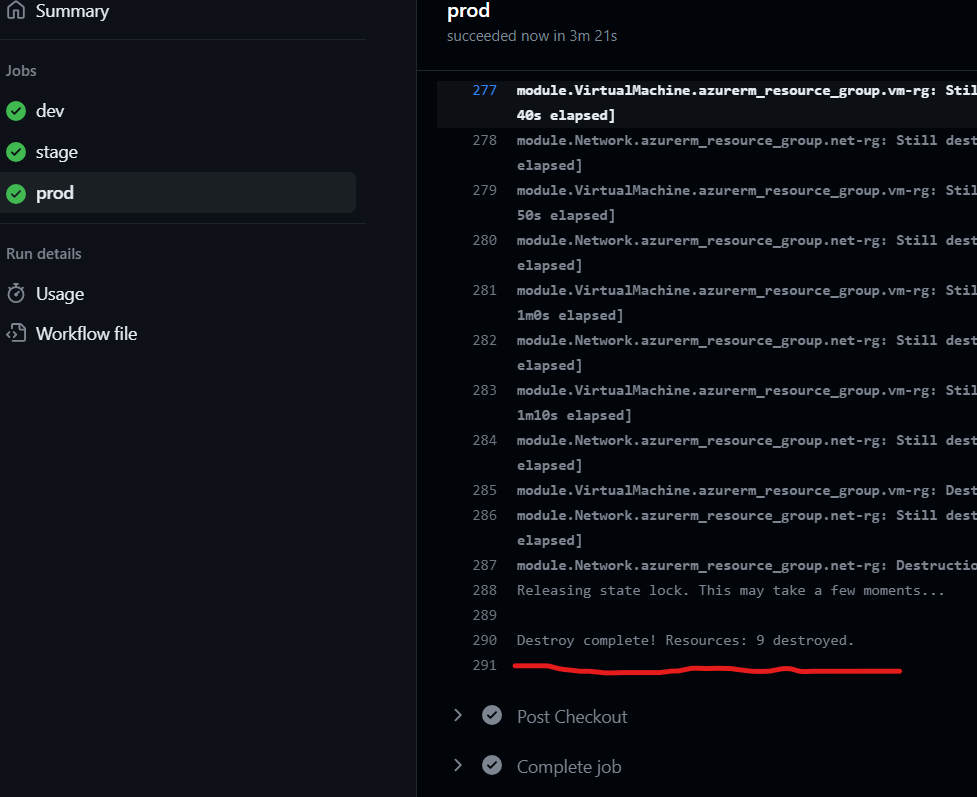 Summary
Jobs
dev
stage
prod
Run details
Usage
Workflow file
prod
succeeded now in 3m 21s
277 module.VirtualMachine.azurerm_resource_group.vm-rg: Stil
40s elapsed]
278 module.Network.azurerm_resource_group.net-rg: Still dest
elapsed]
279 module.VirtualMachine.azurerm_resource_group.vm-rg: Stil
50s elapsed]
280 module.Network.azurerm_resource_group.net-rg: Still dest
elapsed]
281 module.VirtualMachine.azurerm_resource_group.vm-rg: Stil
1m0s elapsed]
282 module.Network.azurerm_resource_group.net-rg: Still dest
elapsed]
283 module.VirtualMachine.azurerm_resource_group.vm-rg: Stil
1m10s elapsed]
284 module.Network.azurerm_resource_group.net-rg: Still dest
elapsed]
285 module.VirtualMachine.azurerm_resource_group.vm-rg: Dest
286 module.Network.azurerm_resource_group.net-rg: Still dest
elapsed]
287 module.Network.azurerm_resource_group.net-rg: Destructio
288 Releasing state lock. This may take a few moments...
289
290 Destroy complete! Resources: 9 destroyed.
291
Post Checkout
Complete job